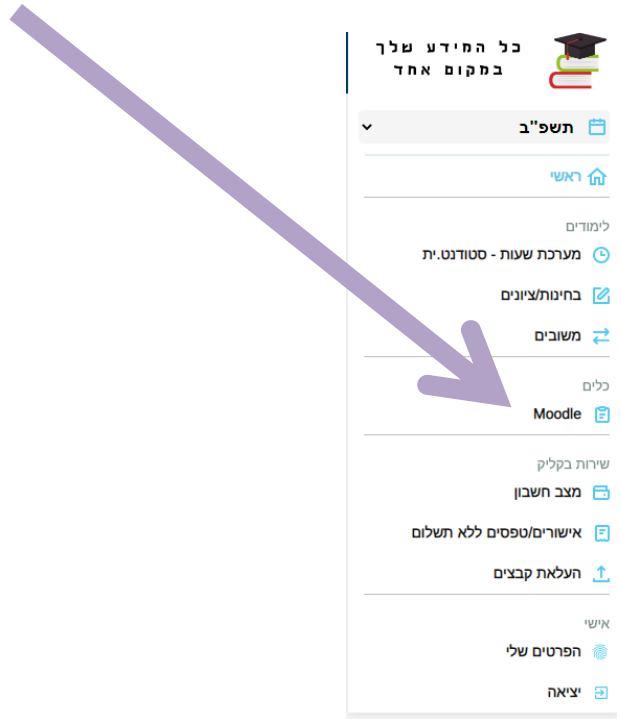 כל המידע שלך
במקום אחד
תשפ"ב
ראשי
לימודים
מערכת שעות - סטודנט.ית
בחינות/ציונים
משובים
כלים
Moodle
שירות בקליק
מצב חשבון
אישורים/טפסים ללא תשלום
העלאת קבצים
אישי
הפרטים שלי
יציאה